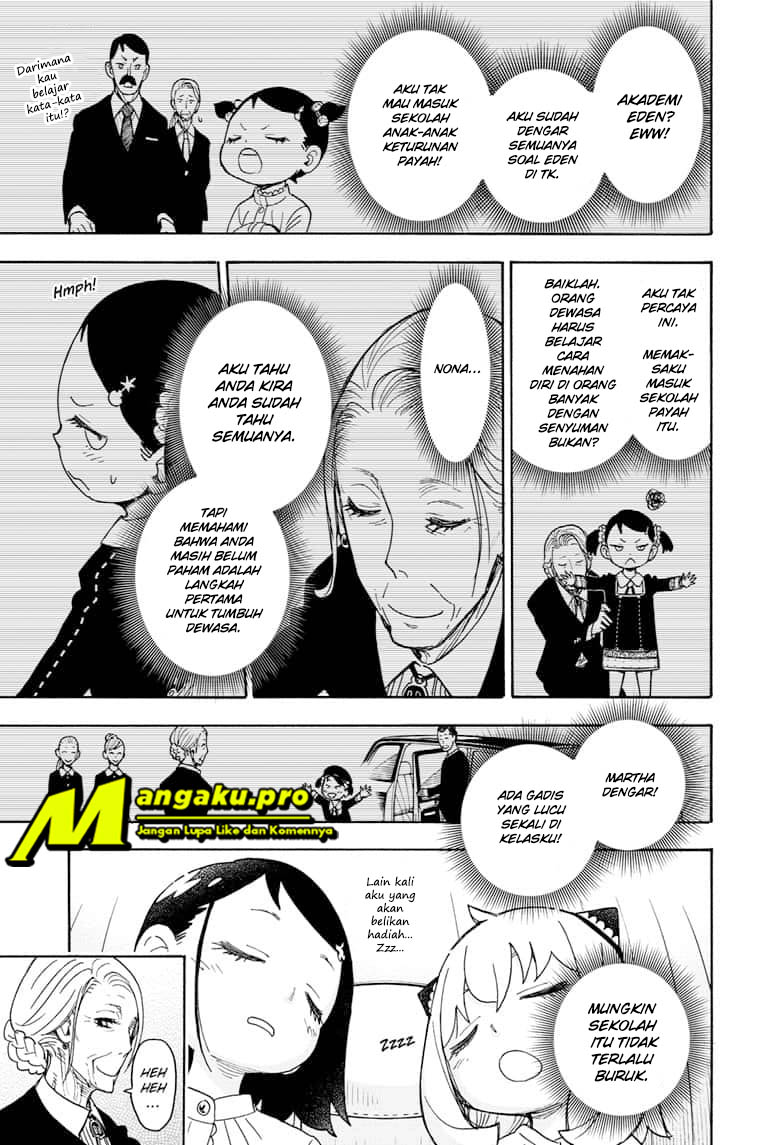 AKADEMI
EDEN?
EWW!
AKU SUDAH
DENGAR
SEMUANYA
SOAL EDEN
DI TK.
AKU TAK
MAU MASUK
SEKOLAH
ANAK-ANAK
KETURUNAN
PAYAH!
Darimana
kau
belajar
kata-kata
itu!?
AKU TAK
PERCAYA
INI.
MEMAK-
SAKU
MASUK
SEKOLAH
PAYAH
ITU.
BAIKLAH.
ORANG
DEWASA
HARUS
BELAJAR
CARA
MENAHAN
DIRI DI ORANG
BANYAK
DENGAN
SENYUMAN
BUKAN?
NONA...
AKU TAHU
ANDA KIRA
ANDA SUDAH
TAHU
SEMUANYA.
TAPI
MEMAHAMI
BAHWA ANDA
MASIH BELUM
PAHAM ADALAH
LANGKAH
PERTAMA
UNTUK TUMBUH
DEWASA.
Hmph!
MARTHA
DENGAR!
ADA GADIS
YANG LUCU
SEKALI DI
KELASKU!
Mangaku.pro
Jangan Lupa Like dan Komennya
MUNGKIN
SEKOLAH
ITU TIDAK
TERLALU
BURUK.
Lain kali
aku yang
akan
belikan
hadiah...
Zzz...
ZZZZ
HEH
HEH
...